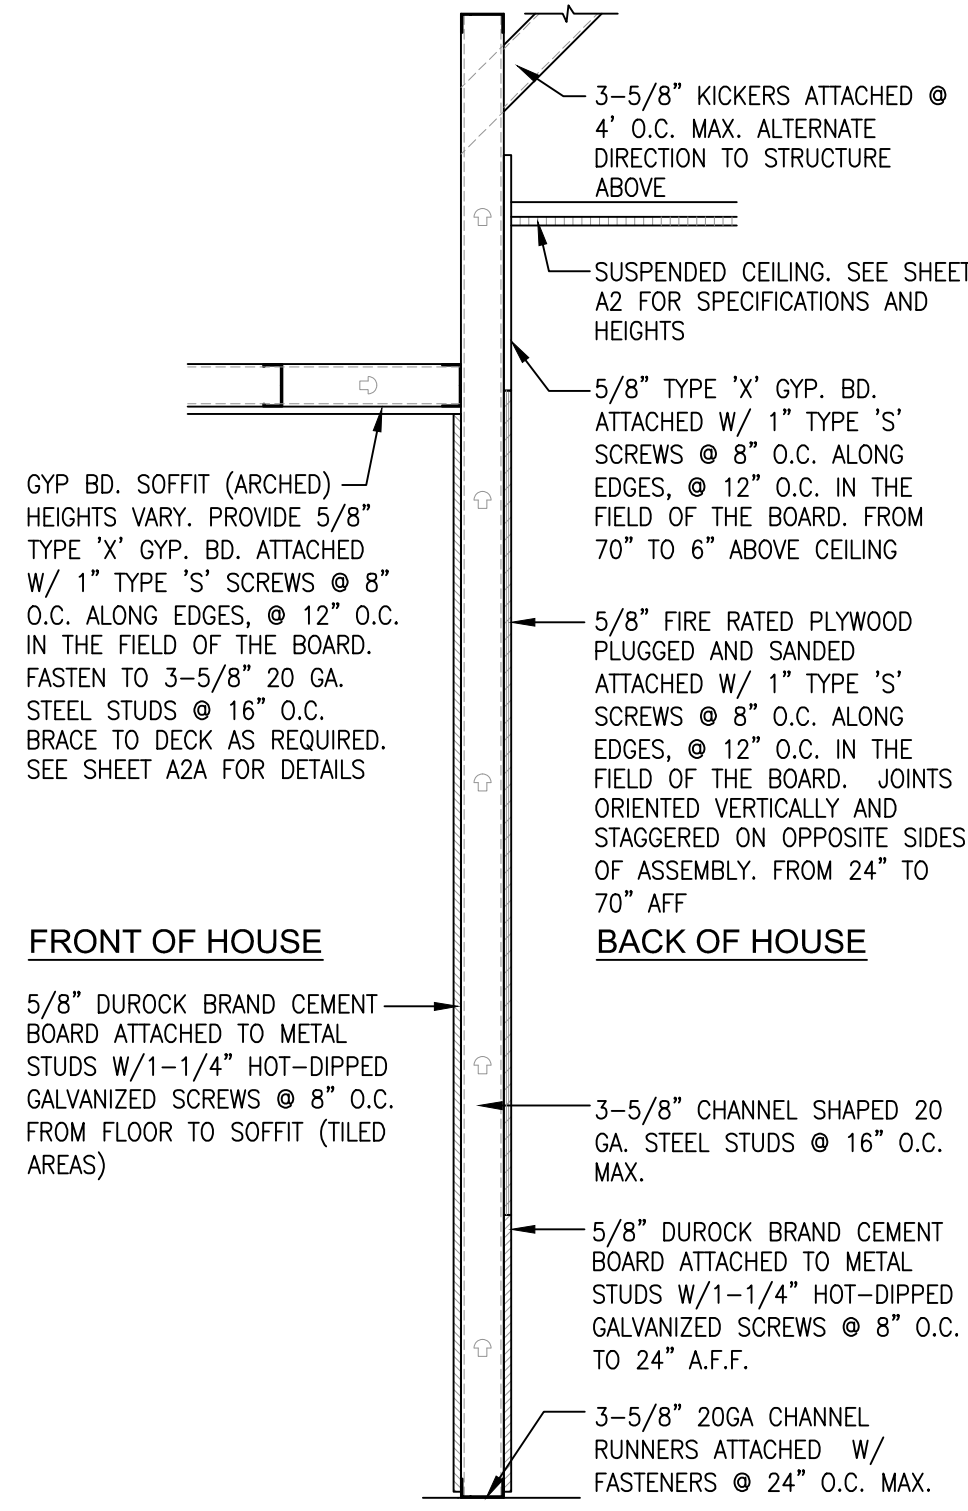 3-5/8" KICKERS ATTACHED @
4' O.C. MAX. ALTERNATE
DIRECTION TO STRUCTURE
ABOVE
SUSPENDED CEILING. SEE SHEET
A2 FOR SPECIFICATIONS AND
HEIGHTS
5/8" TYPE 'X' GYP. BD.
ATTACHED W/ 1" TYPE 'S'
SCREWS @ 8" O.C. ALONG
EDGES, @ 12" O.C. IN THE
FIELD OF THE BOARD. FROM
70" TO 6" ABOVE CEILING
GYP BD. SOFFIT (ARCHED)
HEIGHTS VARY. PROVIDE 5/8"
TYPE 'X' GYP. BD. ATTACHED
W/ 1" TYPE 'S' SCREWS @ 8"
O.C. ALONG EDGES, @ 12" O.C.
IN THE FIELD OF THE BOARD.
FASTEN TO 3-5/8" 20 GA.
STEEL STUDS @ 16" O.C.
BRACE TO DECK AS REQUIRED.
SEE SHEET A2A FOR DETAILS
5/8" FIRE RATED PLYWOOD
PLUGGED AND SANDED
ATTACHED W/ 1" TYPE 'S'
SCREWS @ 8" O.C. ALONG
EDGES, @ 12" O.C. IN THE
FIELD OF THE BOARD. JOINTS
ORIENTED VERTICALLY AND
STAGGERED ON OPPOSITE SIDES
OF ASSEMBLY. FROM 24" TO
70" AFF
FRONT OF HOUSE
BACK OF HOUSE
5/8" DUROCK BRAND CEMENT
BOARD ATTACHED TO METAL
STUDS W/1-1/4" HOT-DIPPED
GALVANIZED SCREWS @ 8" O.C.
FROM FLOOR TO SOFFIT (TILED
AREAS)
3-5/8" CHANNEL SHAPED 20
GA. STEEL STUDS @ 16" O.C.
MAX.
5/8" DUROCK BRAND CEMENT
BOARD ATTACHED TO METAL
STUDS W/1-1/4" HOT-DIPPED
GALVANIZED SCREWS @ 8" O.C.
TO 24" A.F.F.
3-5/8" 20GA CHANNEL
RUNNERS ATTACHED W/
FASTENERS @ 24" O.C. MAX.